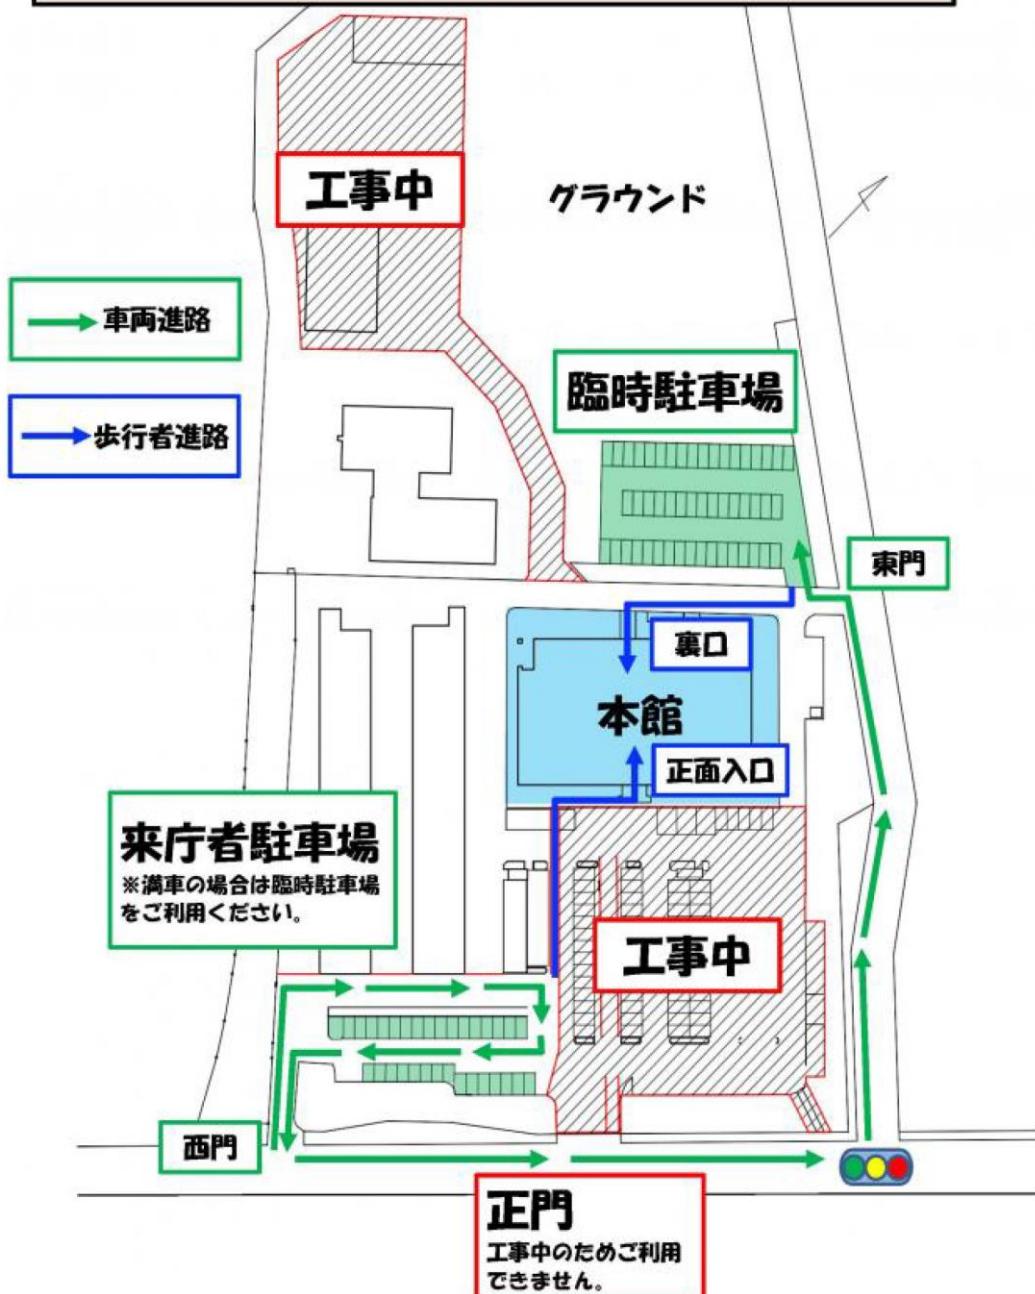 工事中
グラウンド
車両進路
臨時駐車場
歩行者進路
東門
裏口
本館
正面入口
来庁者駐車場
※満車の場合は臨時駐車場
をご利用ください。
工事中
西門
正門
工事中のためご利用
できません。